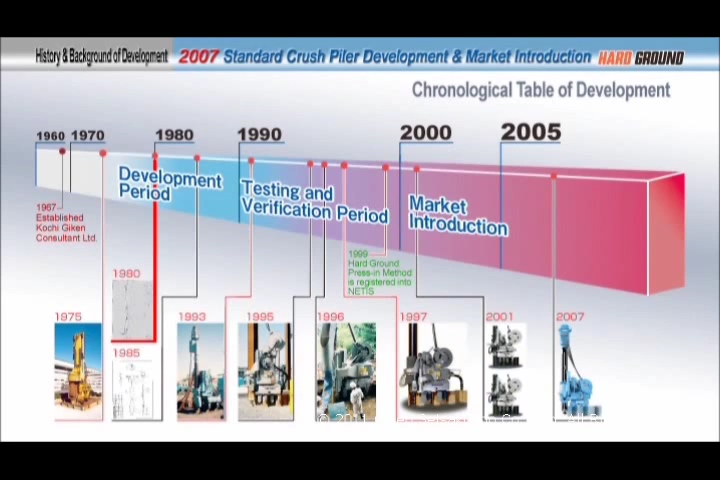 History & Background of Development
2007 Standard Crush Piler Development & Market Introduction
HARD GROUND
Chronological Table of Development
1960
1970
1980
1990
2000
2005
Development
Period
Testing and
Verification Period
Market
Introduction
1967
Established
Kochi Giken
Consultant Ltd.
1999
Hard Ground
Press-in Method
is registered into
NETIS
1980
1975
1985
1993
1995
1996
1997
2001
2007